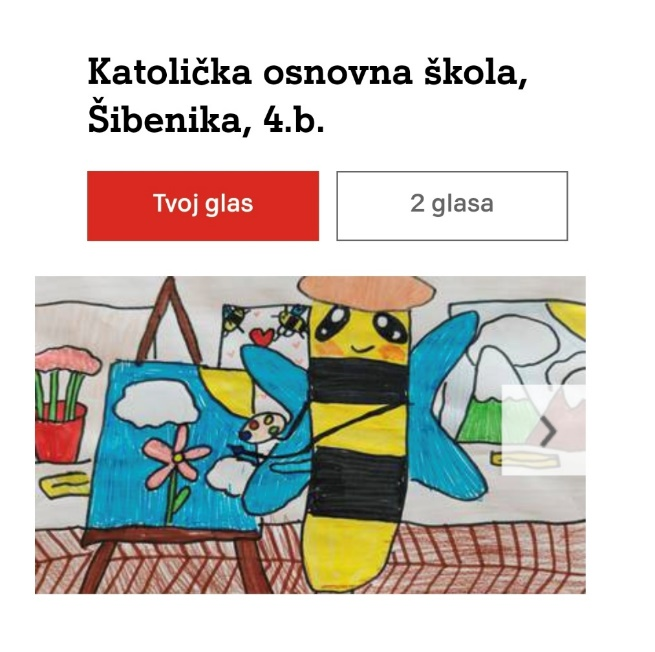 Katolička osnovna škola,
Šibenika, 4.b.
Tvoj glas
2 glasa